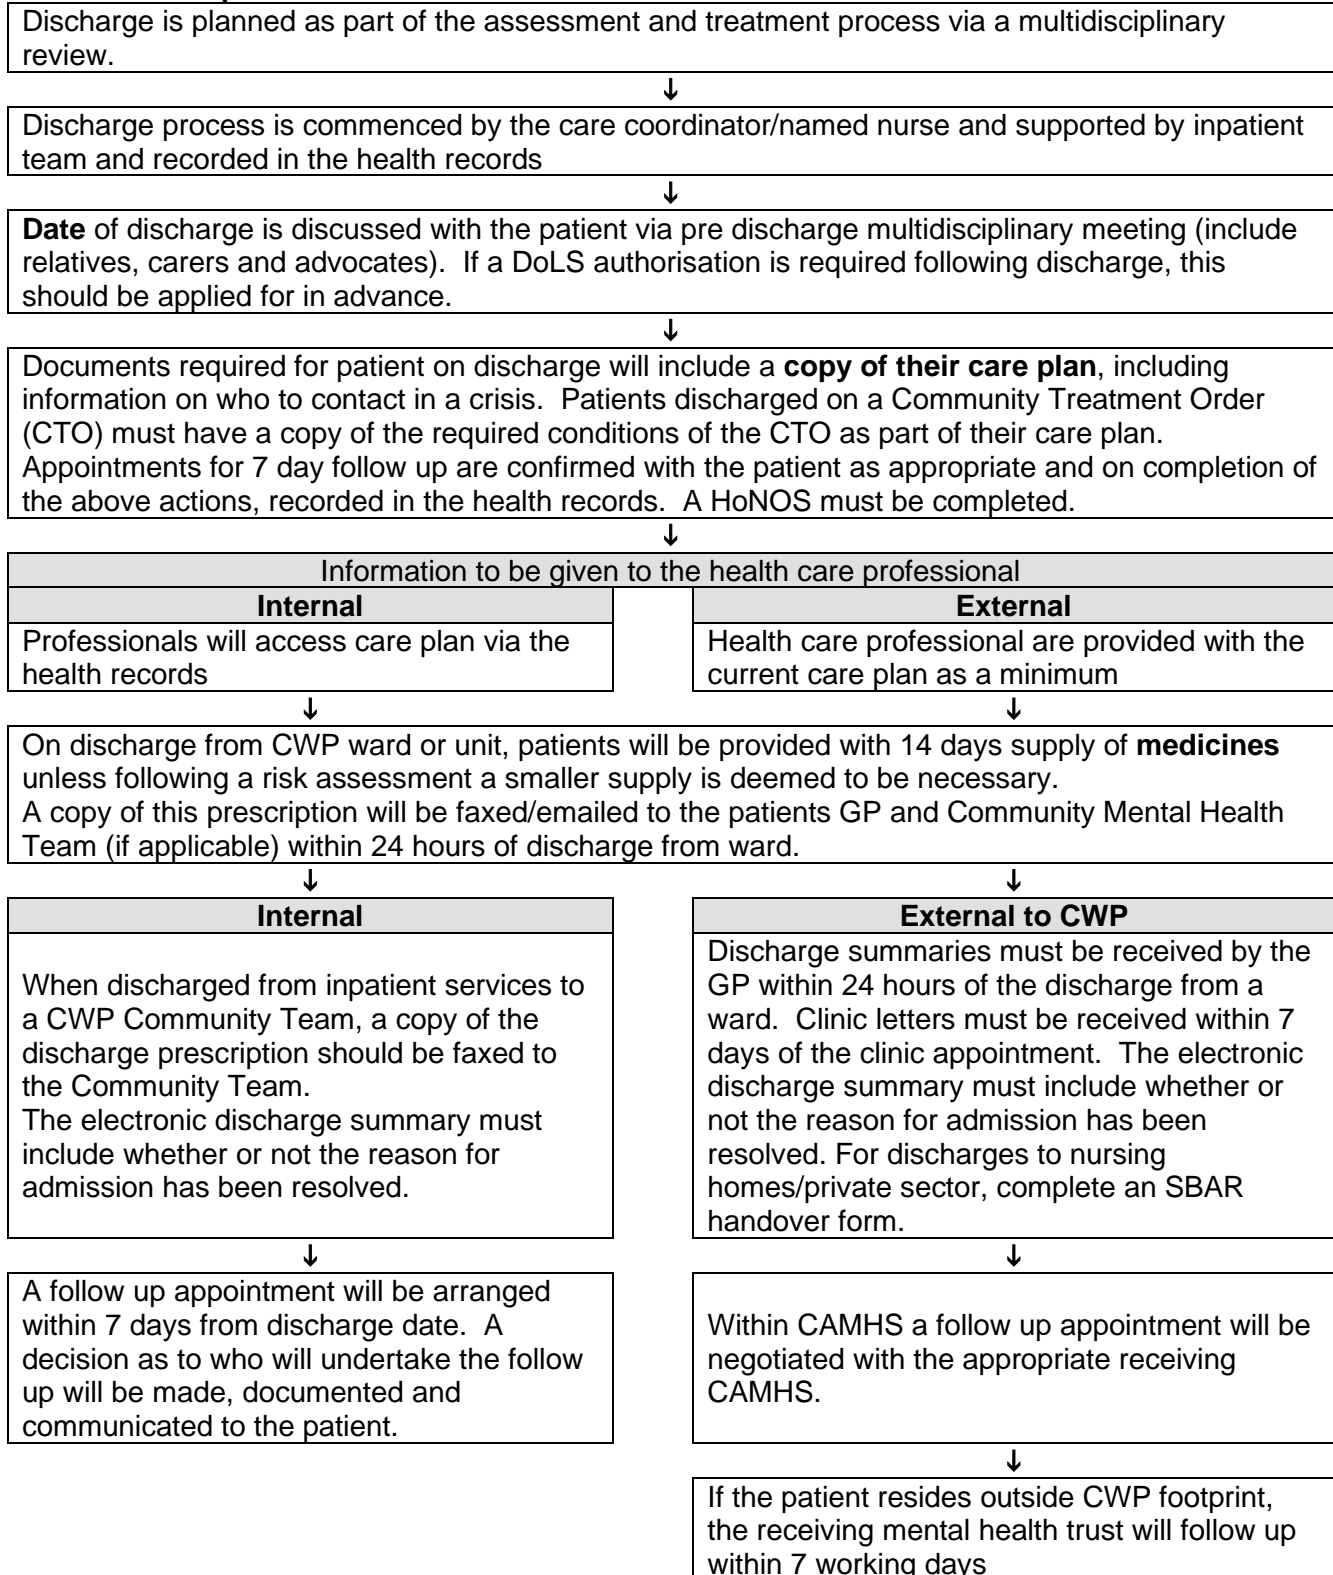 Discharge is planned as part of the assessment and treatment process via a multidisciplinary
review.
Discharge process is commenced by the care coordinator/named nurse and supported by inpatient
team and recorded in the health records
Date of discharge is discussed with the patient via pre discharge multidisciplinary meeting (include
relatives, carers and advocates). If a DoLS authorisation is required following discharge, this
should be applied for in advance.
Documents required for patient on discharge will include a copy of their care plan, including
information on who to contact in a crisis. Patients discharged on a Community Treatment Order
(CTO) must have a copy of the required conditions of the CTO as part of their care plan.
Appointments for 7 day follow up are confirmed with the patient as appropriate and on completion of
the above actions, recorded in the health records. A HoNOS must be completed.
Information to be given to the health care professional
Internal
Professionals will access care plan via the
health records
External
Health care professional are provided with the
current care plan as a minimum
On discharge from CWP ward or unit, patients will be provided with 14 days supply of medicines
unless following a risk assessment a smaller supply is deemed to be necessary.
A copy of this prescription will be faxed/emailed to the patients GP and Community Mental Health
Team (if applicable) within 24 hours of discharge from ward.
Internal
When discharged from inpatient services to
a CWP Community Team, a copy of the
discharge prescription should be faxed to
the Community Team.
The electronic discharge summary must
include whether or not the reason for
admission has been resolved.
External to CWP
Discharge summaries must be received by the
GP within 24 hours of the discharge from a
ward. Clinic letters must be received within 7
days of the clinic appointment. The electronic
discharge summary must include whether or
not the reason for admission has been
resolved. For discharges to nursing
homes/private sector, complete an SBAR
handover form.
A follow up appointment will be arranged
within 7 days from discharge date. A
decision as to who will undertake the follow
up will be made, documented and
communicated to the patient.
Within CAMHS a follow up appointment will be
negotiated with the appropriate receiving
CAMHS.
If the patient resides outside CWP footprint,
the receiving mental health trust will follow up
within 7 working days